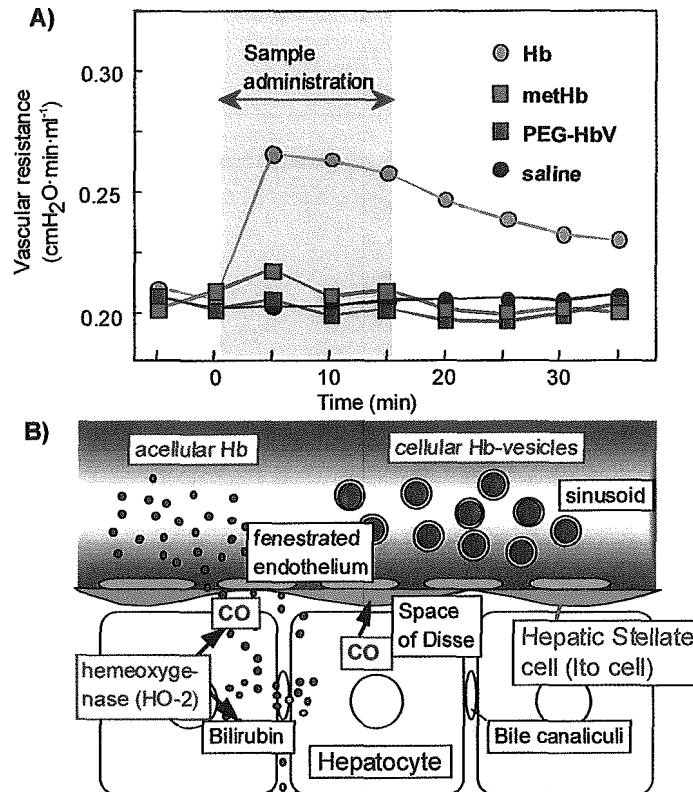 A)
0.30
0.25
0.20
Vascular resistance
(cmH₂O·min·ml⁻¹)
Sample
administration
Hb
metHb
PEG-HbV
saline
0
10
20
30
Time (min)
B)
acellular Hb
cellular Hb-vesicles
sinusoid
fenestrated
endothelium
CO
Space
of Disse
CO
Hepatic Stellate
cell (Ito cell)
hemeoxyge-
nase (HO-2)
Bilirubin
Bile canaliculi
Hepatocyte